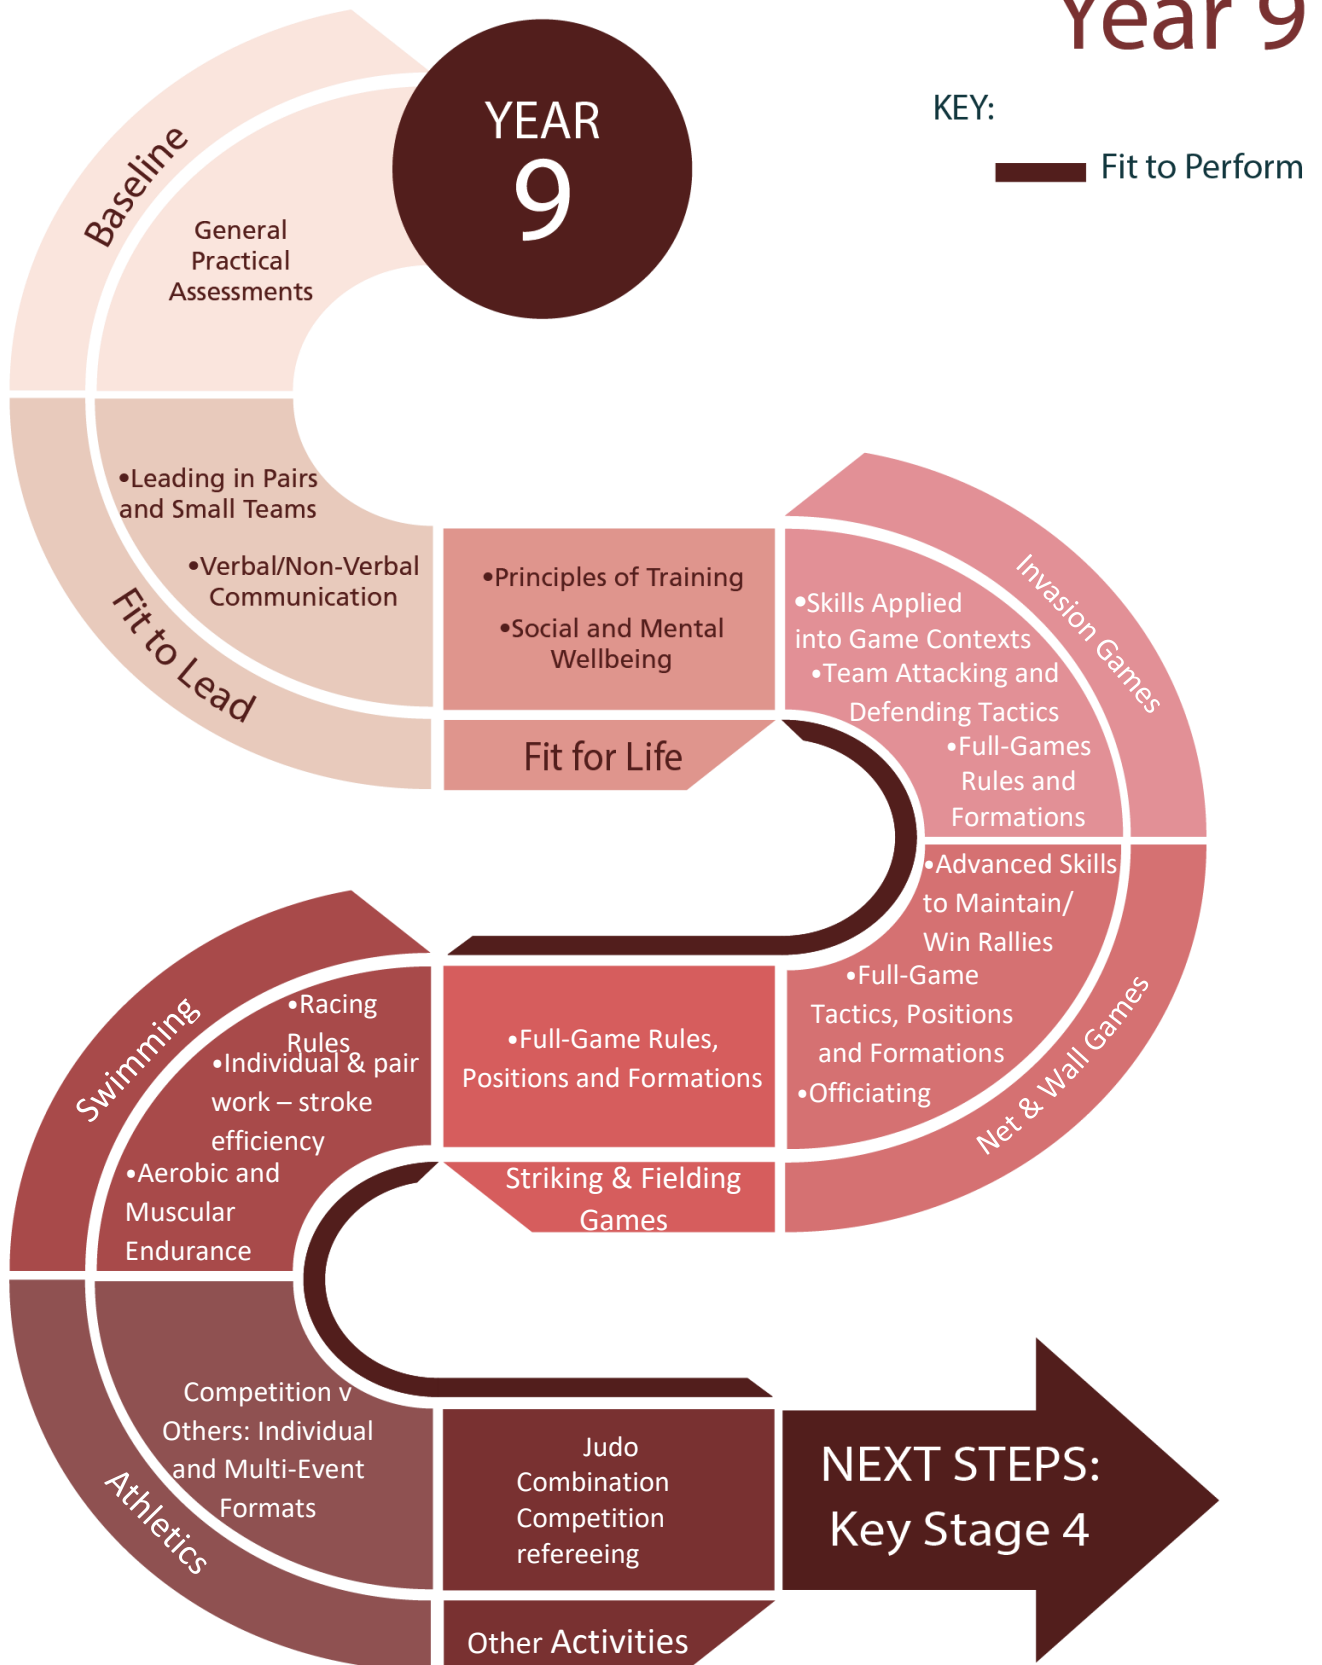 Year 9
KEY:
Fit to Perform
YEAR
9
Baseline
General
Practical
Assessments
•Leading in Pairs
and Small Teams
•Verbal/Non-Verbal
Communication
Fit to Lead
•Principles of Training
•Social and Mental
Wellbeing
Fit for Life
Invasion Games
•Skills Applied
into Game Contexts
•Team Attacking and
Defending Tactics
•Full-Games
Rules and
Formations
•Advanced Skills
to Maintain/
Win Rallies
•Full-Game
Tactics, Positions
and Formations
•Officiating
Net & Wall Games
•Full-Game Rules,
Positions and Formations
Striking & Fielding
Games
Swimming
•Racing
Rules
•Individual & pair
work – stroke
efficiency
•Aerobic and
Muscular
Endurance
Competition v
Others: Individual
and Multi-Event
Formats
Athletics
Judo
Combination
Competition
refereeing
Other Activities
NEXT STEPS:
Key Stage 4